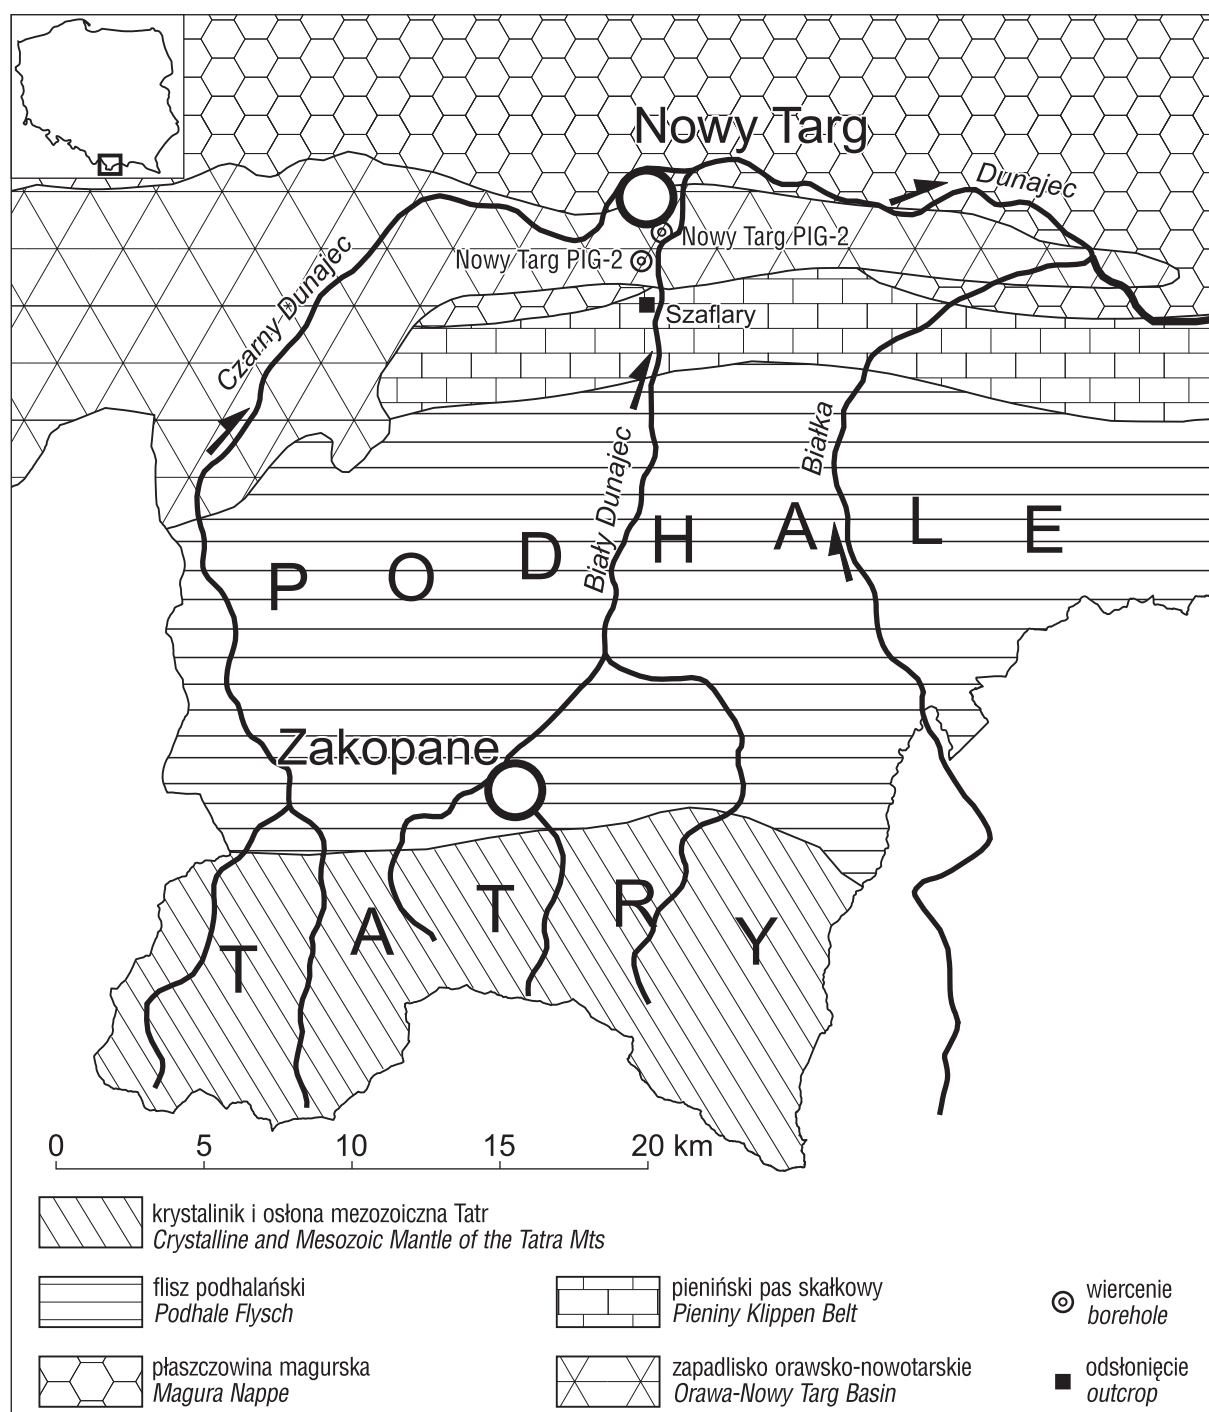 Nowy Targ
Dunajec
Nowy Targ PIG-2
Nowy Targ PIG-2
Czarny Dunajec
Szaflary
Białka
Biały Dunajec
P O D H A L E
Zakopane
T A T R Y
0 5 10 15 20 km
krystalinik i osłona mezozoiczna Tatr
Crystalline and Mesozoic Mantle of the Tatra Mts
flisz podhalański
Podhale Flysch
pieniński pas skałkowy
Pieniny Klippen Belt
wiercenie
borehole
płaszczowina magurska
Magura Nappe
zapadlisko orawsko-nowotarskie
Orawa-Nowy Targ Basin
odsłonięcie
outcrop